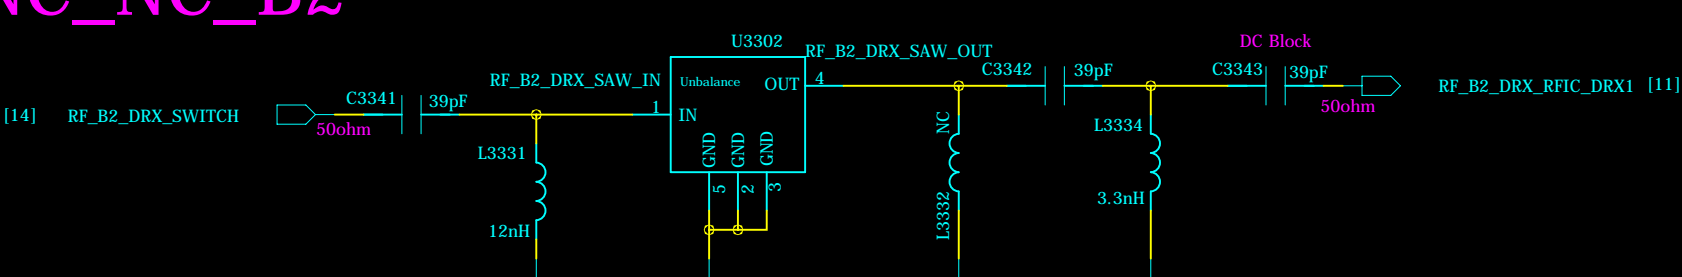 NC_NC_B2
U3302
DC Block
RF_B2_DRX_SAW_IN
Unbalance
OUT
4
RF_B2_DRX_SAW_OUT
C3342
39pF
C3343
39pF
RF_B2_DRX_RFIC_DRX1
[11]
50ohm
[14]
RF_B2_DRX_SWITCH
C3341
39pF
50ohm
1
IN
L3331
12nH
GND
GND
GND
5
2
3
NC
L3332
L3334
3.3nH